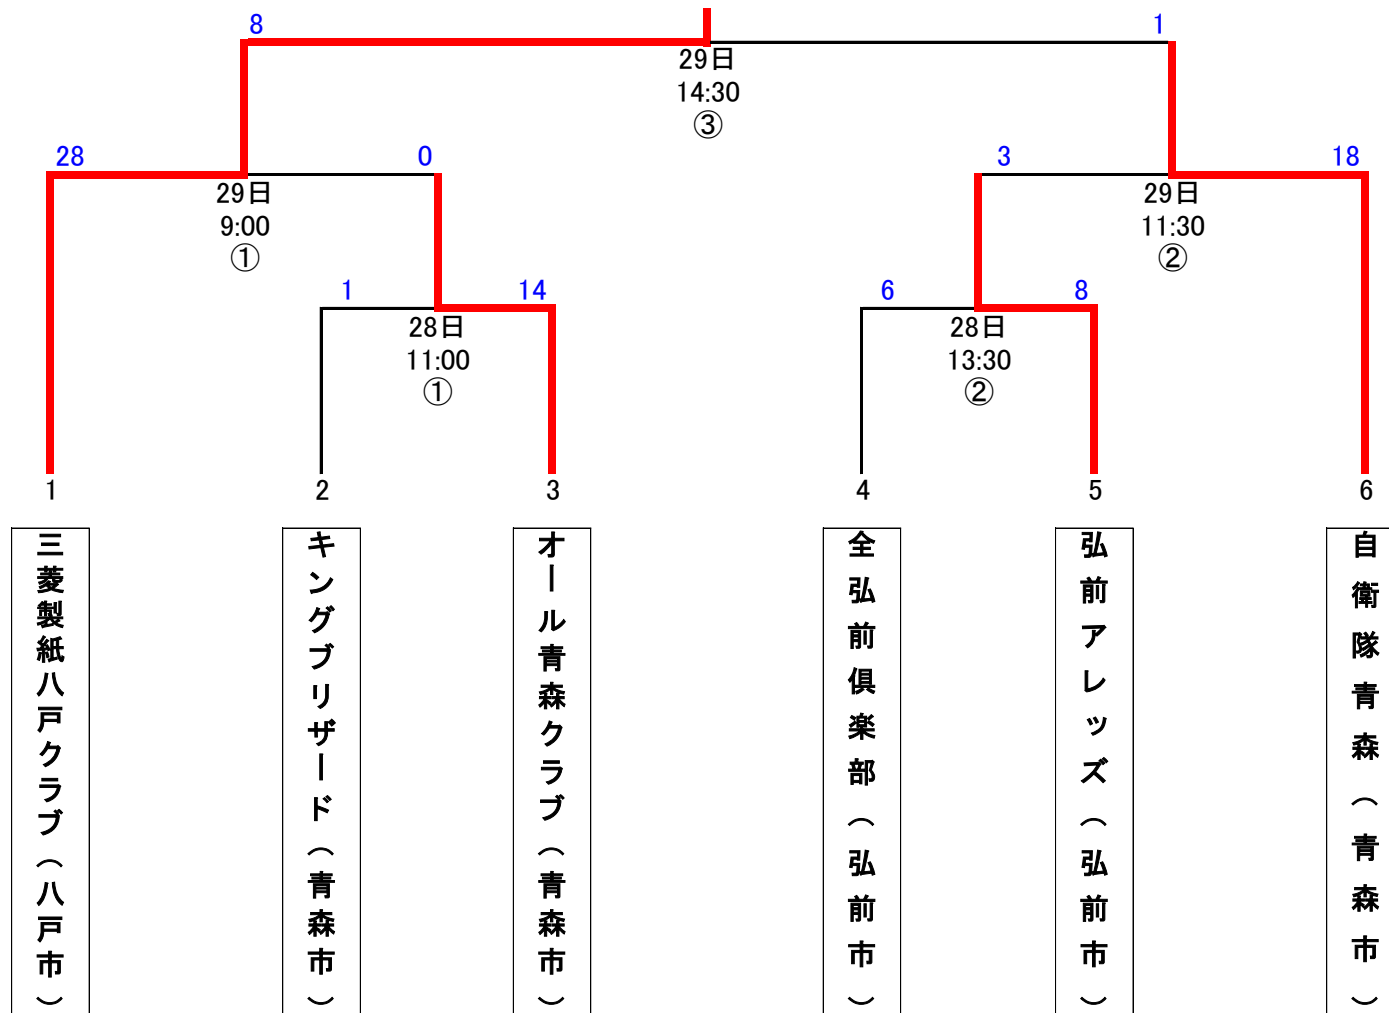 8
1
29日
14:30
③
28
0
3
18
29日
9:00
①
29日
11:30
②
1
14
6
8
28日
11:00
①
28日
13:30
②
1
2
3
4
5
6
三菱製紙八戸クラブ（八戸市）
キングブリザード（青森市）
オール青森クラブ（青森市）
全弘前倶楽部（弘前市）
弘前アレッズ（弘前市）
自衛隊青森（青森市）